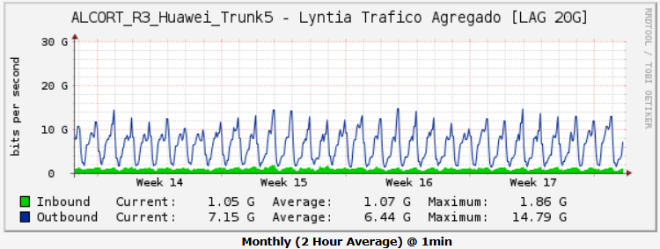 ALCORT_R3_Huawei_Trunk5 - Lyntia Trafico Agregado [LAG 20G]
RRDTOOL / TOBI OETIKER
bits per second
30 G
20 G
10 G
0
Week 14 Week 15 Week 16 Week 17
Inbound Current: 1.05 G Average: 1.07 G Maximum: 1.86 G
Outbound Current: 7.15 G Average: 6.44 G Maximum: 14.79 G
Monthly (2 Hour Average) @ 1min